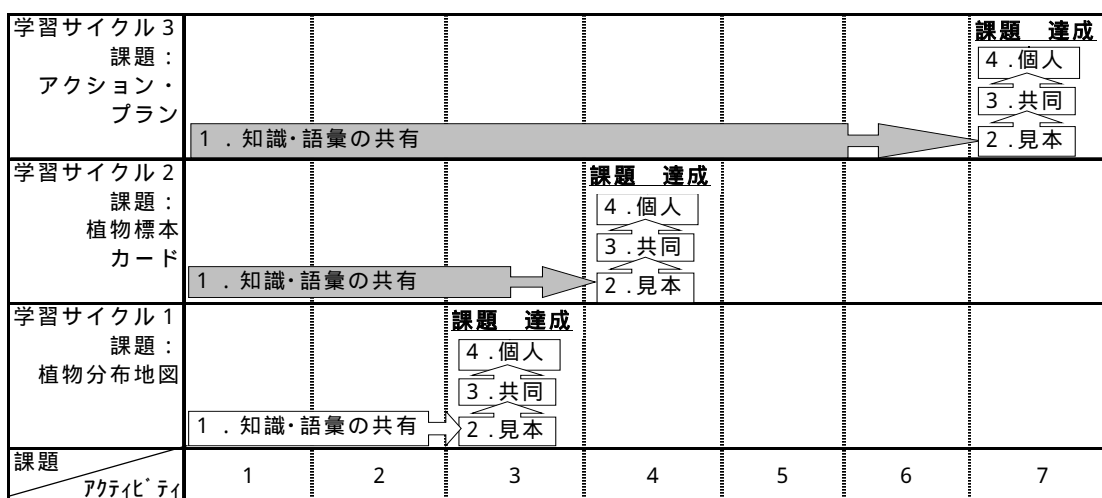 学習サイクル3
課題:
アクション・
プラン
1.知識・語彙の共有
課題 達成
4.個人
3.共同
2.見本
学習サイクル2
課題:
植物標本
カード
1.知識・語彙の共有
課題 達成
4.個人
3.共同
2.見本
学習サイクル1
課題:
植物分布地図
1.知識・語彙の共有
課題 達成
4.個人
3.共同
2.見本
課題
アクティビティ
1 2 3 4 5 6 7